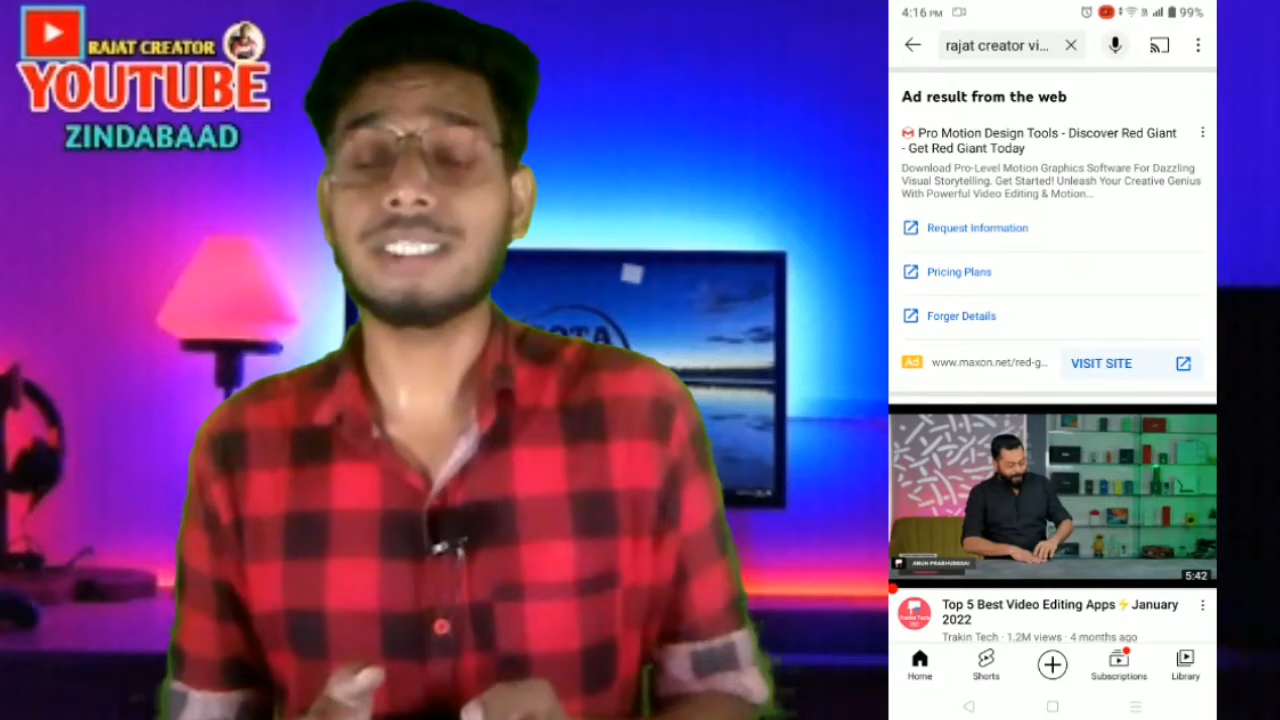 RAJAT CREATOR
YOUTUBE
ZINDABAAD
4:16 PM
99%
rajat creator vi...
Ad result from the web
Pro Motion Design Tools - Discover Red Giant
- Get Red Giant Today
Download Pro-Level Motion Graphics Software For Dazzling
Visual Storytelling. Get Started! Unleash Your Creative Genius
With Powerful Video Editing & Motion...
Request Information
Pricing Plans
Forger Details
Ad www.maxon.net/red-g...
VISIT SITE
ARUN PRABHUDESAI
5:42
Top 5 Best Video Editing Apps⚡January
2022
Trakin Tech · 1.2M views · 4 months ago
Home
Shorts
Subscriptions
Library